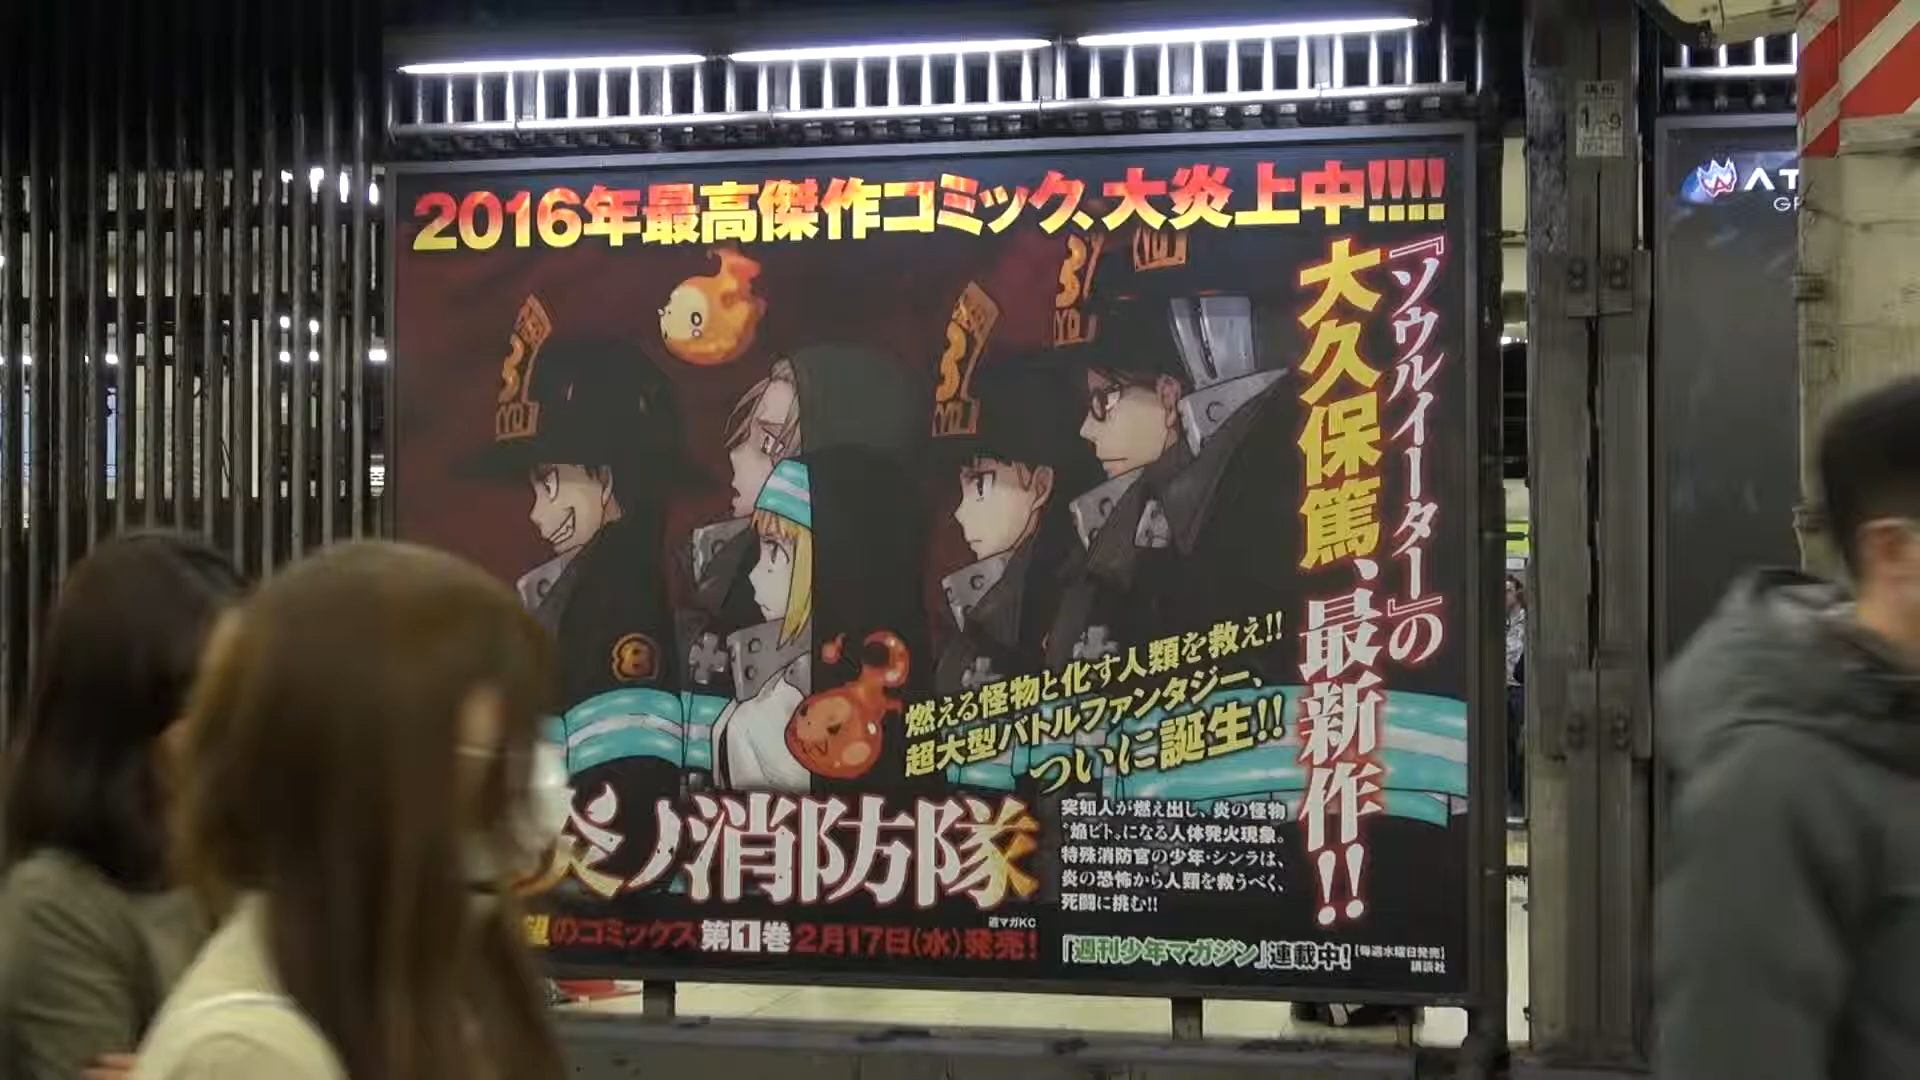 2016年最高傑作コミック、大炎上中!!!!
『ソウルイーター』の
大久保篤、最新作!!
燃える怪物と化す人類を救え!!
超大型バトルファンタジー、
ついに誕生!!
炎ノ消防隊
突如人が燃え出し、炎の怪物
“焔ビト”になる人体発火現象。
特殊消防官の少年・シンラは、
炎の恐怖から人類を救うべく、
死闘に挑む!!
週マガKC
望のコミックス第1巻2月17日(水)発売!
「週刊少年マガジン」連載中!【毎週水曜日発売】
講談社